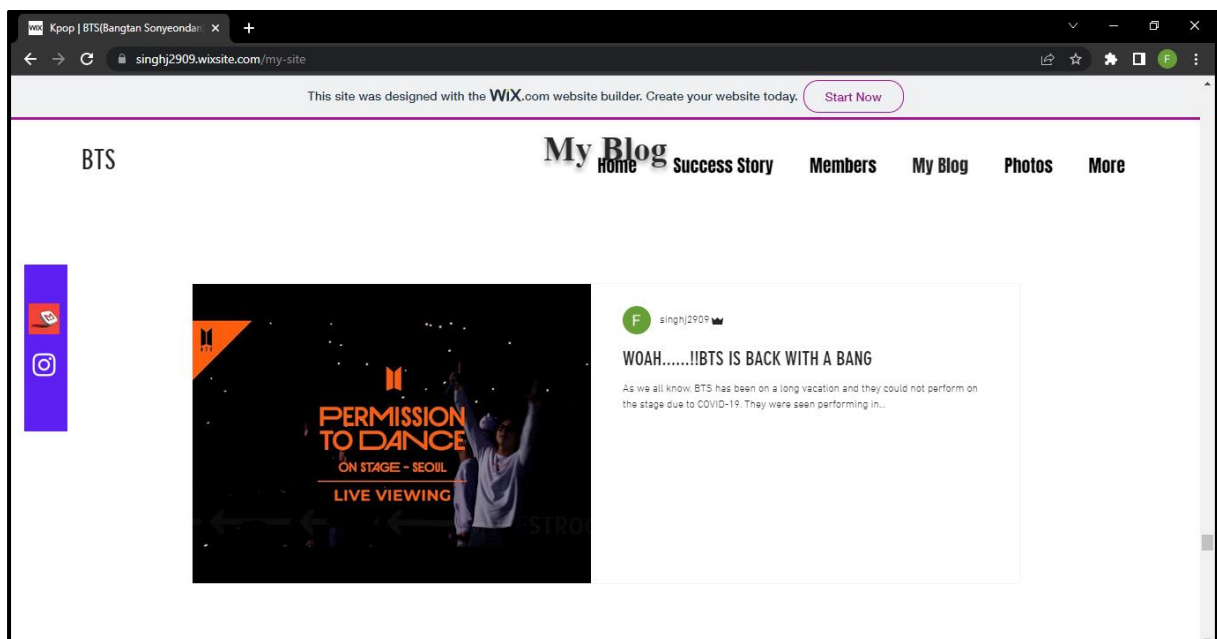 WiX Kpop | BTS(Bangtan Sonyeondan
singhj2909.wixsite.com/my-site
F
This site was designed with the WiX.com website builder. Create your website today. Start Now
BTS
My Blog
Home Success Story Members My Blog Photos More
BTS
PERMISSION
TO DANCE
ON STAGE - SEOUL
LIVE VIEWING
F singhj2909
WOAH......!!BTS IS BACK WITH A BANG
As we all know, BTS has been on a long vacation and they could not perform on
the stage due to COVID-19. They were seen performing in...